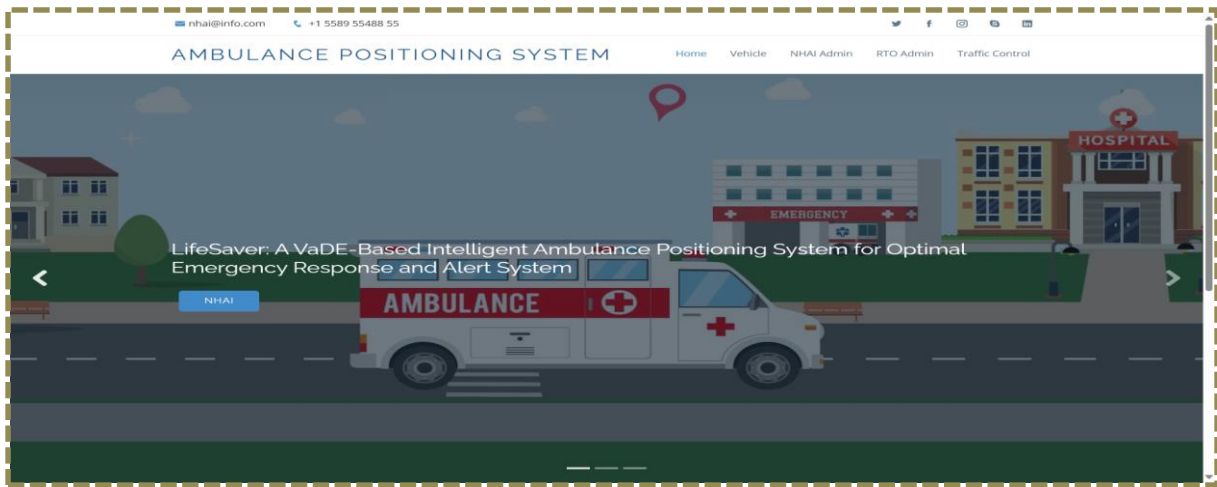 nhai@info.com +1 5589 55488 55
AMBULANCE POSITIONING SYSTEM Home Vehicle NHAI Admin RTO Admin Traffic Control
HOSPITAL
EMERGENCY
LifeSaver: A VaDE-Based Intelligent Ambulance Positioning System for Optimal
Emergency Response and Alert System
NHAI
AMBULANCE